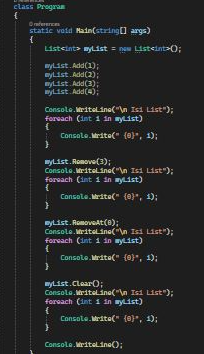 0 references
class Program
{
0 references
static void Main(string[] args)
{
List<int> myList = new List<int>();
myList.Add(1);
myList.Add(2);
myList.Add(3);
myList.Add(4);
Console.WriteLine("\n Isi List");
foreach (int i in myList)
{
Console.Write(" {0}", i);
}
myList.Remove(3);
Console.WriteLine("\n Isi List");
foreach (int i in myList)
{
Console.Write(" {0}", i);
}
myList.RemoveAt(0);
Console.WriteLine("\n Isi List");
foreach (int i in myList)
{
Console.Write(" {0}", i);
}
myList.Clear();
Console.WriteLine("\n Isi List");
foreach (int i in myList)
{
Console.Write(" {0}", i);
}
Console.WriteLine();